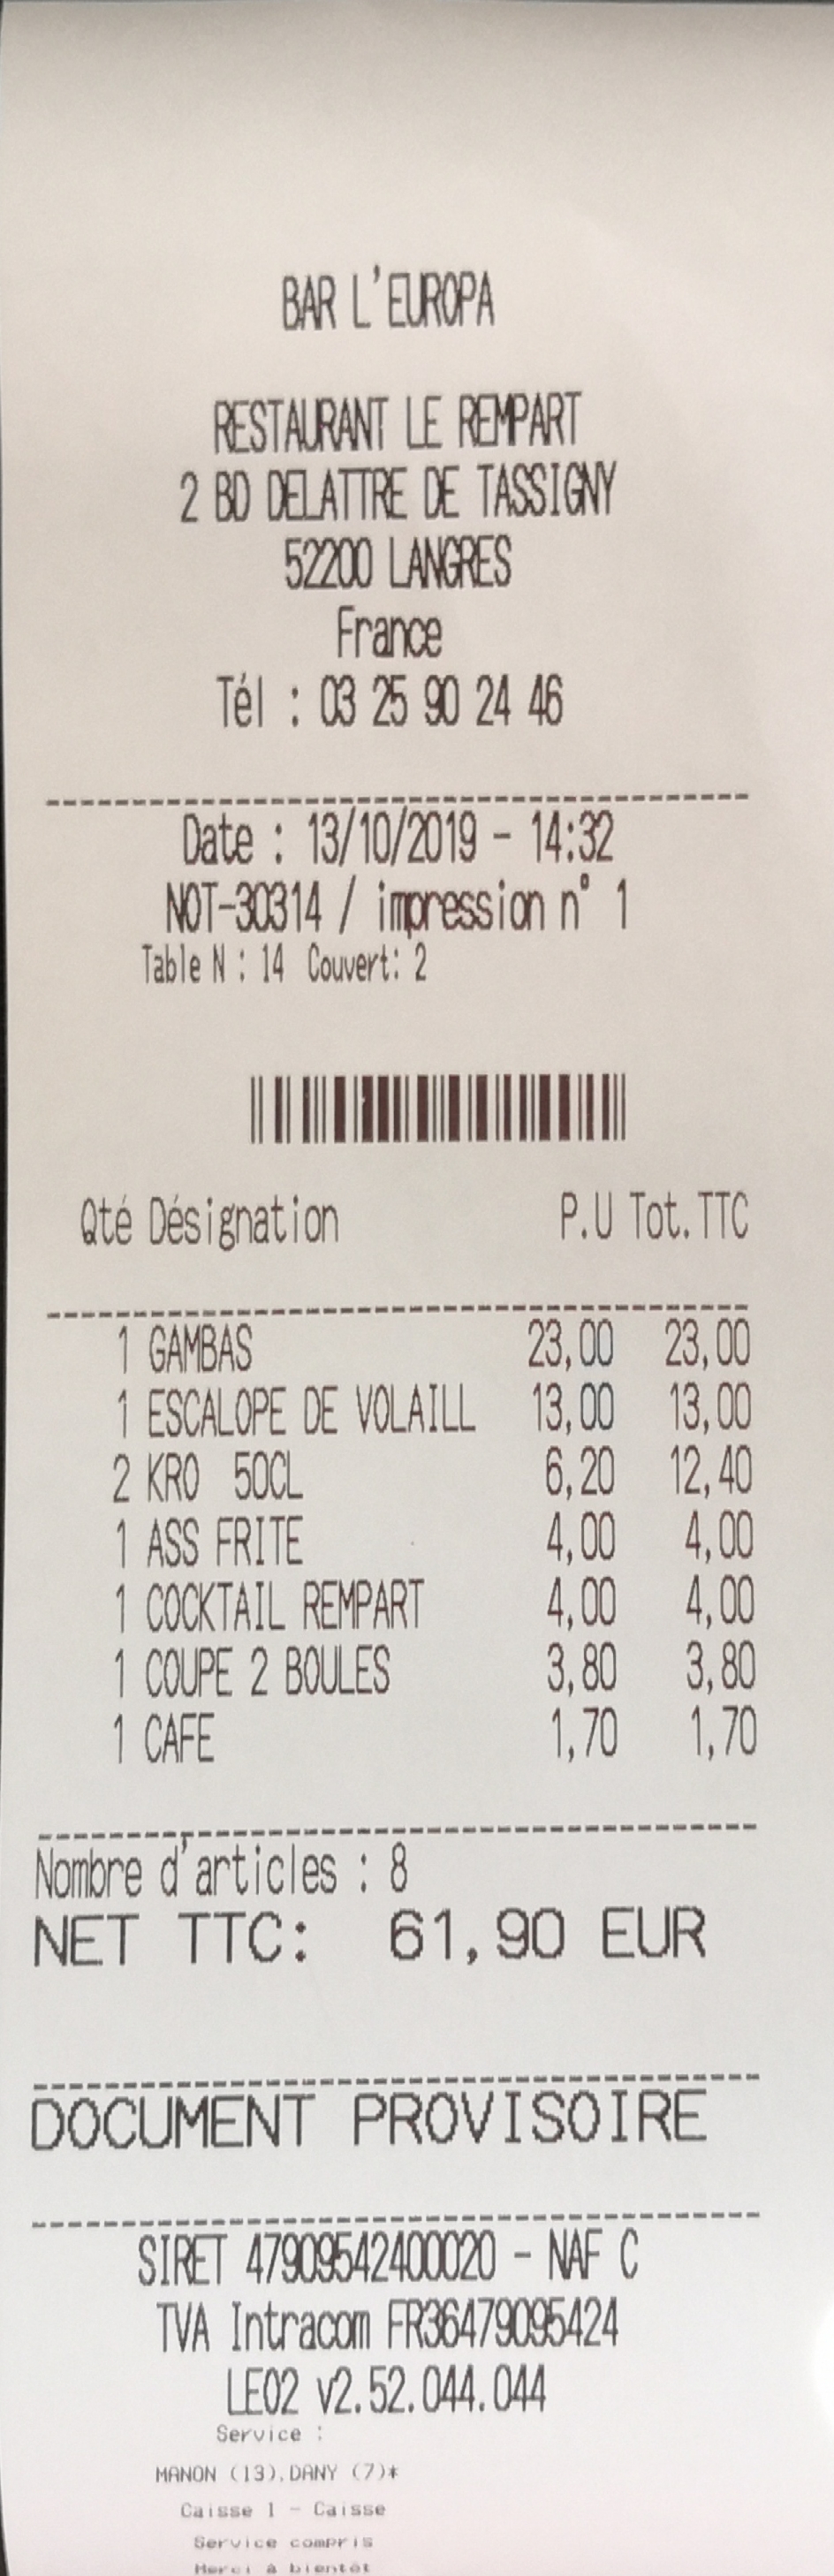 BAR L'EUROPA
RESTAURANT LE REMPART
2 BD DELATTRE DE TASSIGNY
52200 LANGRES
France
Tél : 03 25 90 24 46
Date : 13/10/2019 - 14:32
NOT-30314 / impression n° 1
Table N : 14 Couvert: 2
Qté Désignation P.U Tot.TTC
1 GAMBAS 23,00 23,00
1 ESCALOPE DE VOLAILL 13,00 13,00
2 KRO 50CL 6,20 12,40
1 ASS FRITE 4,00 4,00
1 COCKTAIL REMPART 4,00 4,00
1 COUPE 2 BOULES 3,80 3,80
1 CAFE 1,70 1,70
Nombre d'articles : 8
NET TTC: 61,90 EUR
DOCUMENT PROVISOIRE
SIRET 47909542400020 - NAF C
TVA Intracom FR36479095424
LEO2 v2.52.044.044
Service :
MANON (13),DANY (7)*
Caisse 1 - Caisse
Service compris
Merci à bientôt